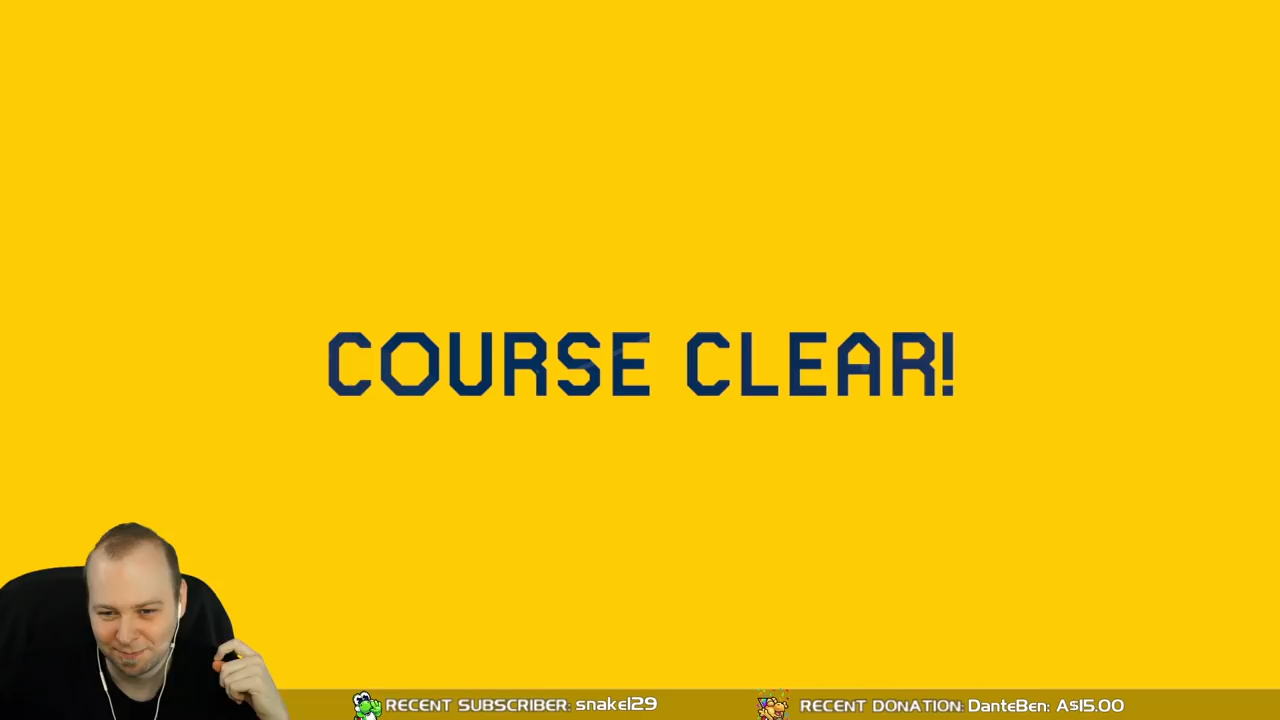 COURSE CLEAR!
RECENT SUBSCRIBER: snake129
RECENT DONATION: DanteBen: A$15.00